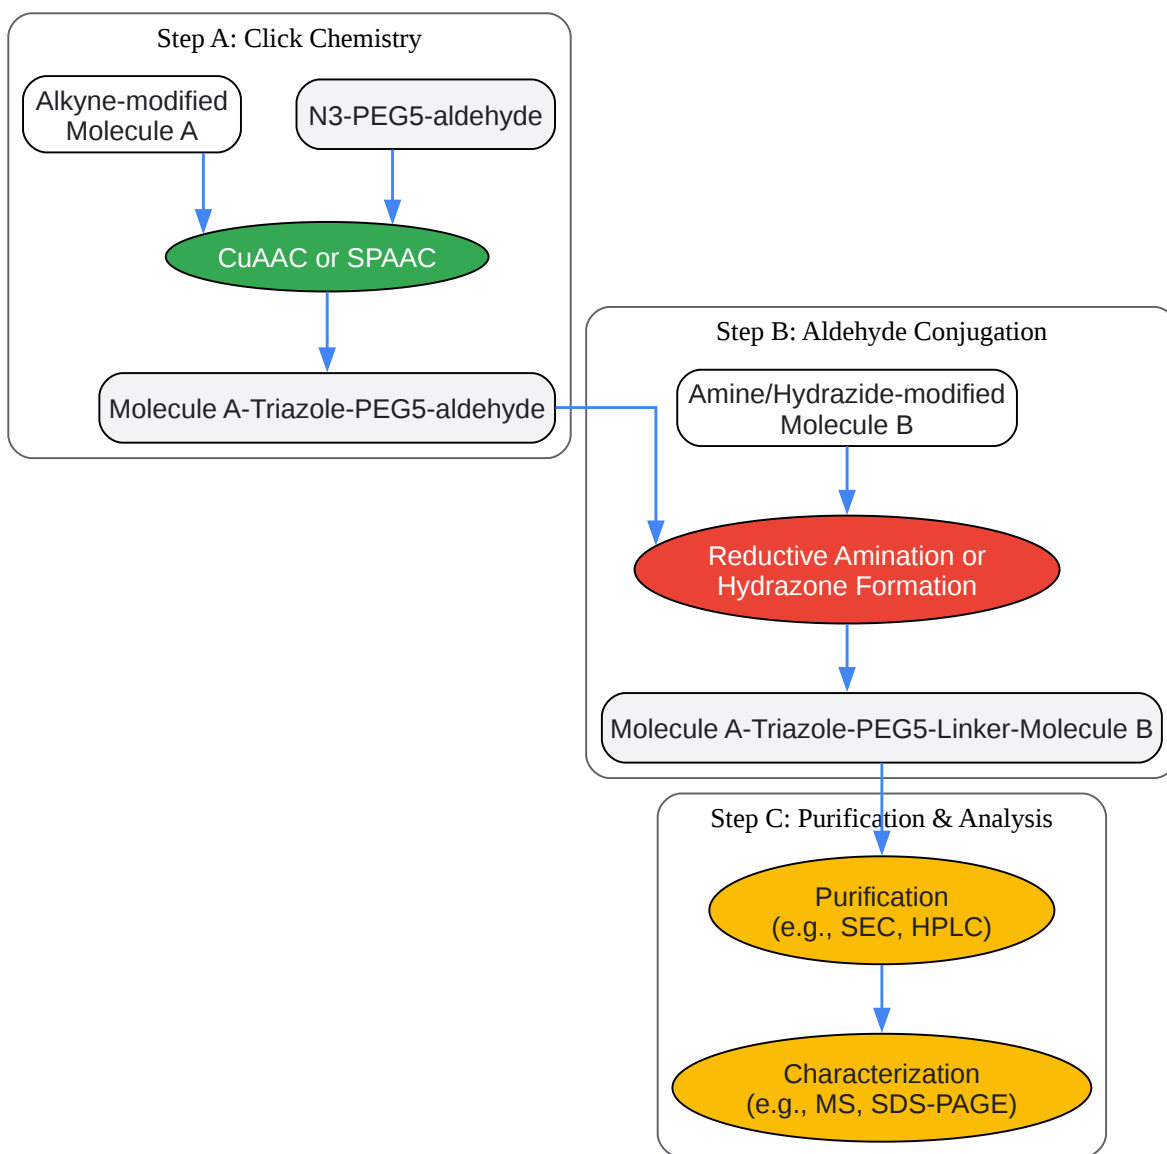 Step A: Click Chemistry
Alkyne-modified
Molecule A
N3-PEG5-aldehyde
CuAAC or SPAAC
Molecule A-Triazole-PEG5-aldehyde
Step B: Aldehyde Conjugation
Amine/Hydrazide-modified
Molecule B
Reductive Amination or
Hydrazone Formation
Molecule A-Triazole-PEG5-Linker-Molecule B
Step C: Purification & Analysis
Purification
(e.g., SEC, HPLC)
Characterization
(e.g., MS, SDS-PAGE)